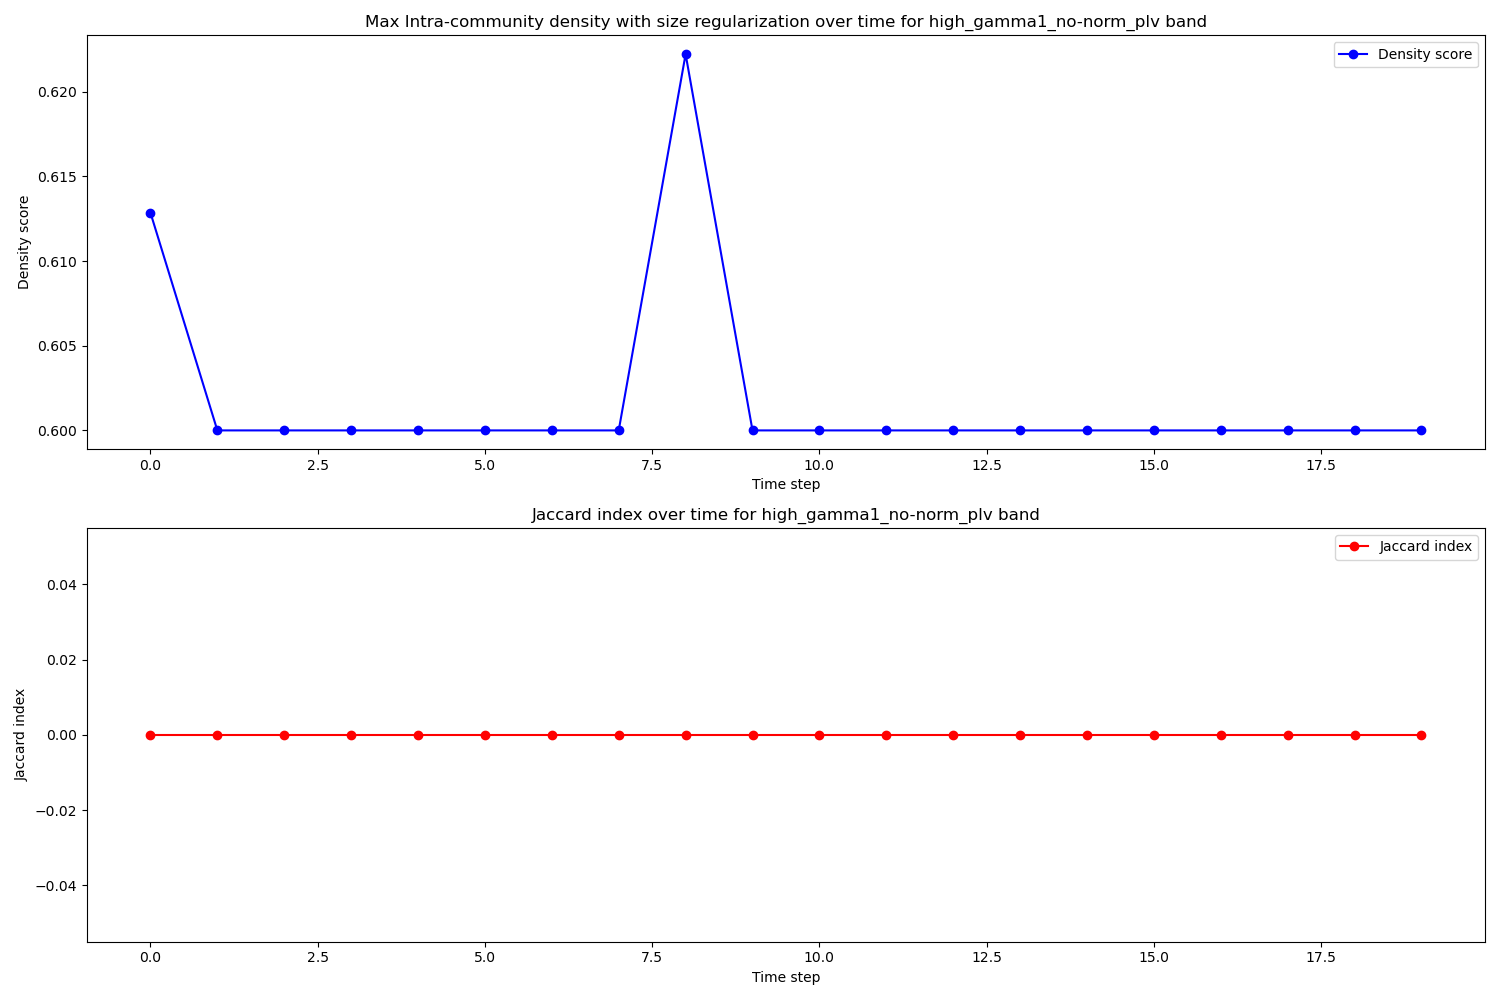 Max Intra-community density with size regularization over time for high_gamma1_no-norm_plv band
Density score
0.620
0.615
0.610
0.605
0.600
Density score
0.0 2.5 5.0 7.5 10.0 12.5 15.0 17.5
Time step
Jaccard index over time for high_gamma1_no-norm_plv band
Jaccard index
0.04
0.02
0.00
−0.02
−0.04
Jaccard index
0.0 2.5 5.0 7.5 10.0 12.5 15.0 17.5
Time step